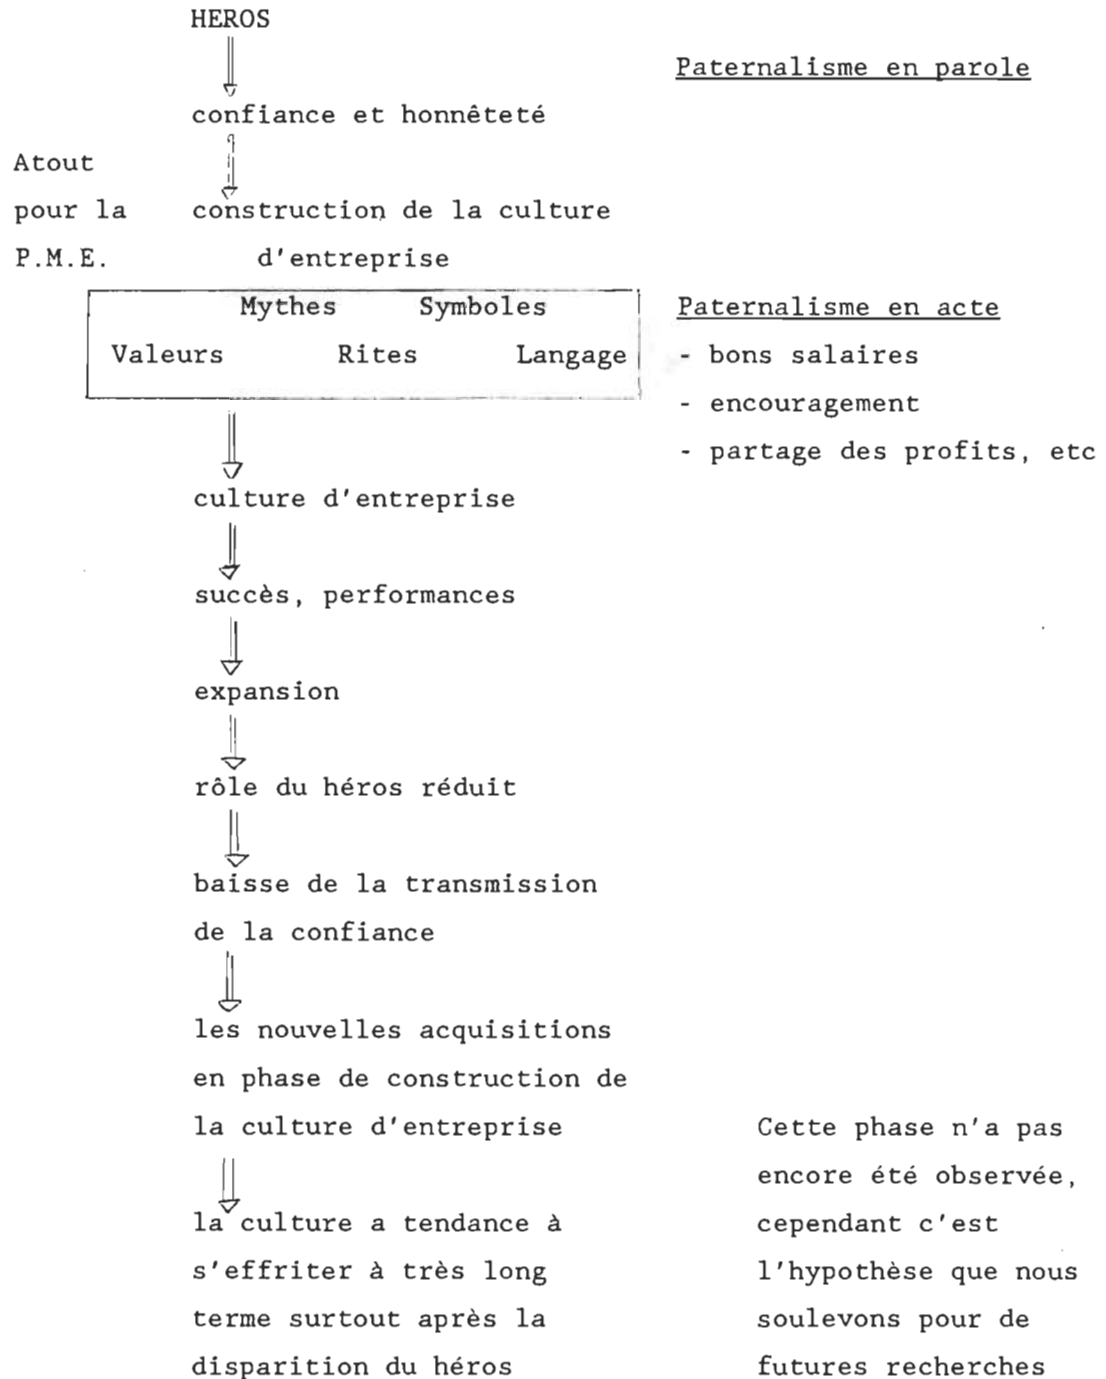 HEROS
Paternalisme en parole
confiance et honnêteté
Atout
pour la
P.M.E.
construction de la culture
d'entreprise
Mythes Symboles
Valeurs Rites Langage
Paternalisme en acte
- bons salaires
- encouragement
- partage des profits, etc
culture d'entreprise
succès, performances
expansion
rôle du héros réduit
baisse de la transmission
de la confiance
les nouvelles acquisitions
en phase de construction de
la culture d'entreprise
la culture a tendance à
s'effriter à très long
terme surtout après la
disparition du héros
Cette phase n'a pas
encore été observée,
cependant c'est
l'hypothèse que nous
soulevons pour de
futures recherches